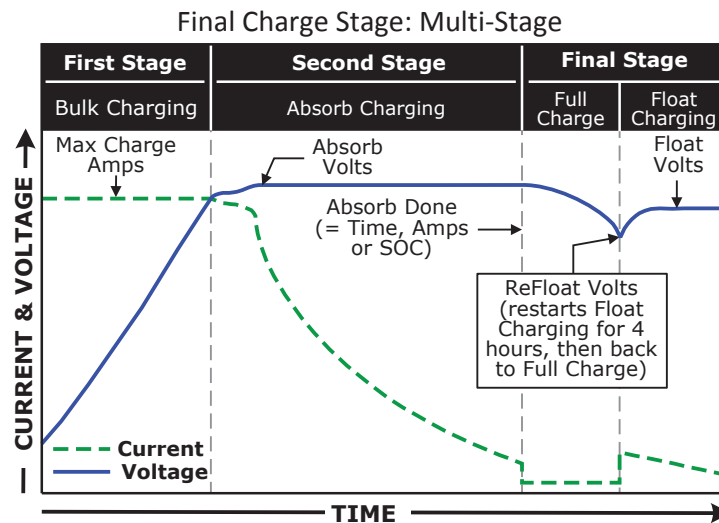 Final Charge Stage: Multi-Stage
First Stage
Second Stage
Final Stage
Bulk Charging
Absorb Charging
Full
Charge
Float
Charging
Max Charge
Amps
Absorb
Volts
Float
Volts
Absorb Done
(= Time, Amps
or SOC)
ReFloat Volts
(restarts Float
Charging for 4
hours, then back
to Full Charge)
CURRENT & VOLTAGE
Current
Voltage
TIME